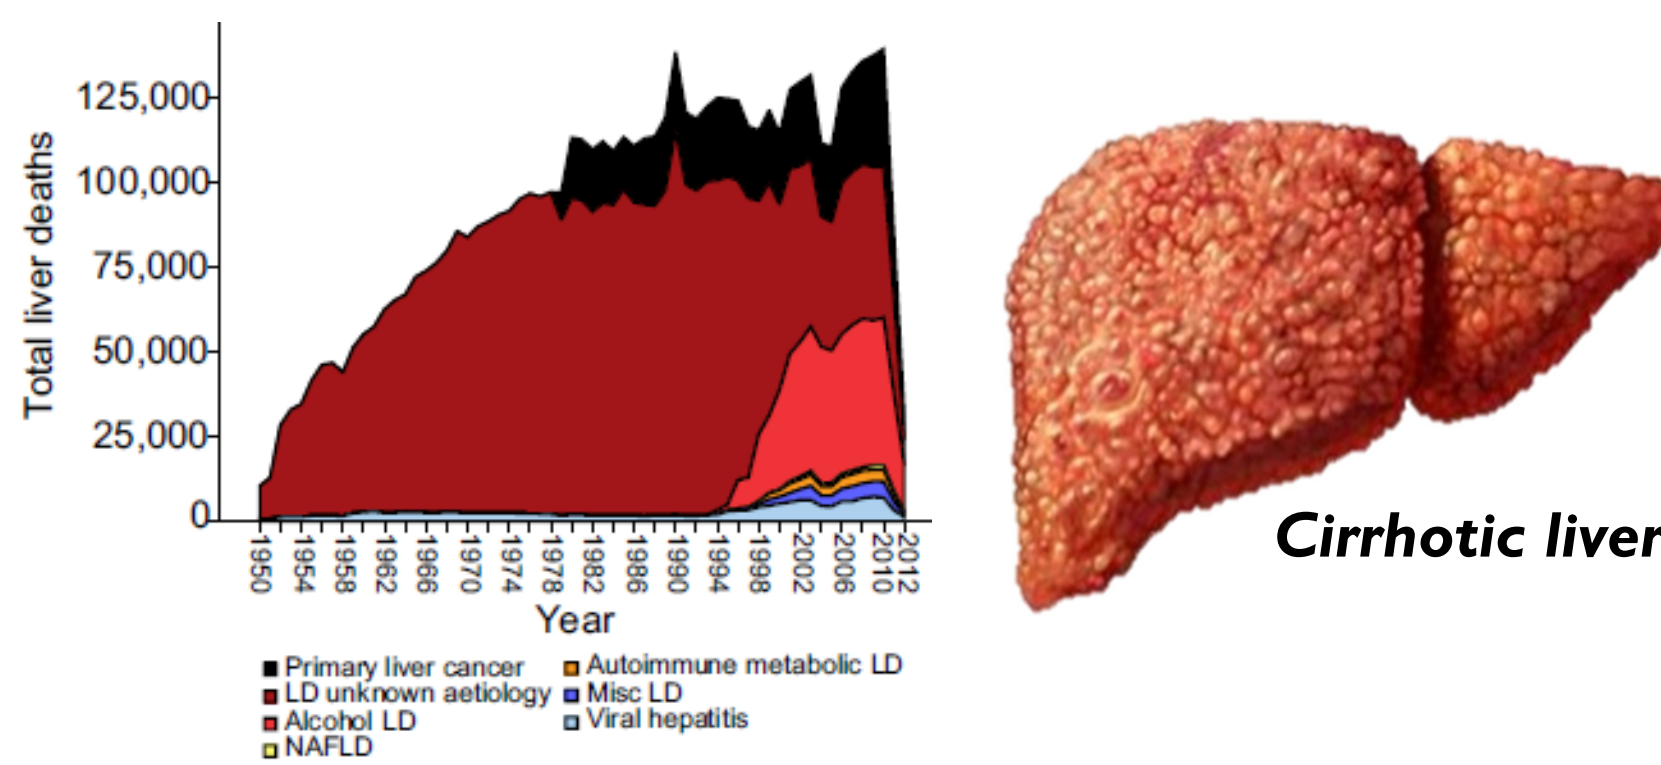 Total liver deaths
125,000
100,000
75,000
50,000
25,000
0
1950 1954 1958 1962 1966 1970 1974 1978 1982 1986 1990 1994 1998 2002 2006 2010 2012
Year
Primary liver cancer
LD unknown aetiology
Alcohol LD
NAFLD
Autoimmune metabolic LD
Misc LD
Viral hepatitis
Cirrhotic liver